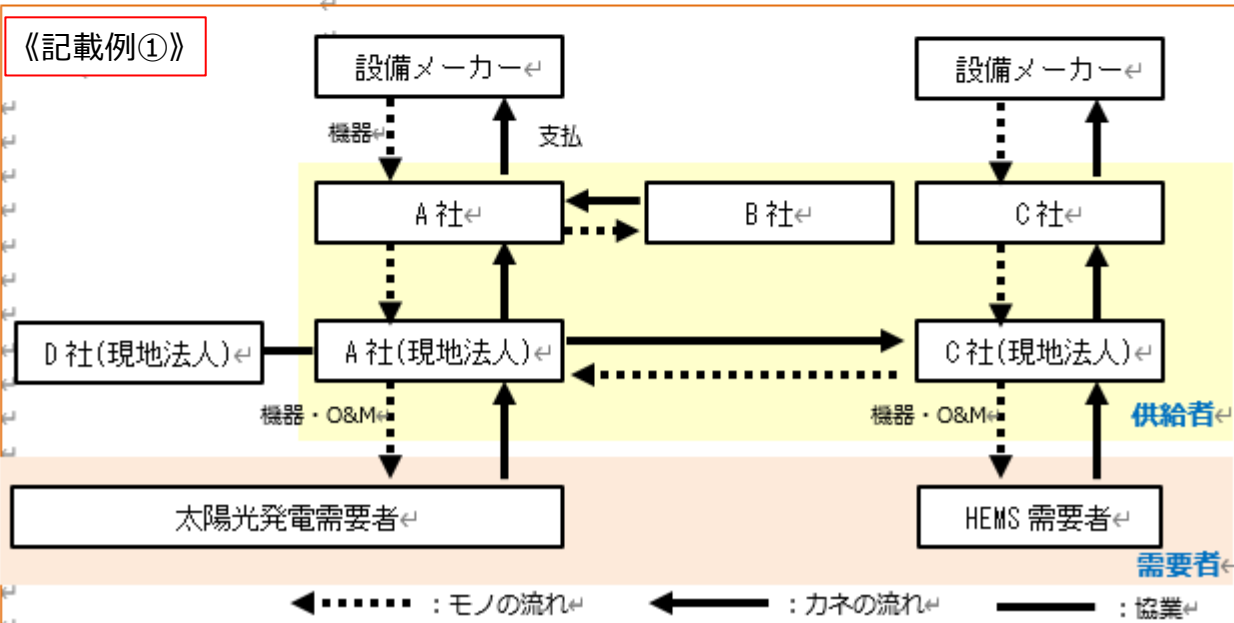 《記載例①》
設備メーカー
設備メーカー
機器
支払
A社
B社
C社
D社(現地法人)
A社(現地法人)
C社(現地法人)
機器・O&M
機器・O&M
供給者
太陽光発電需要者
HEMS需要者
需要者
:モノの流れ
:カネの流れ
:協業